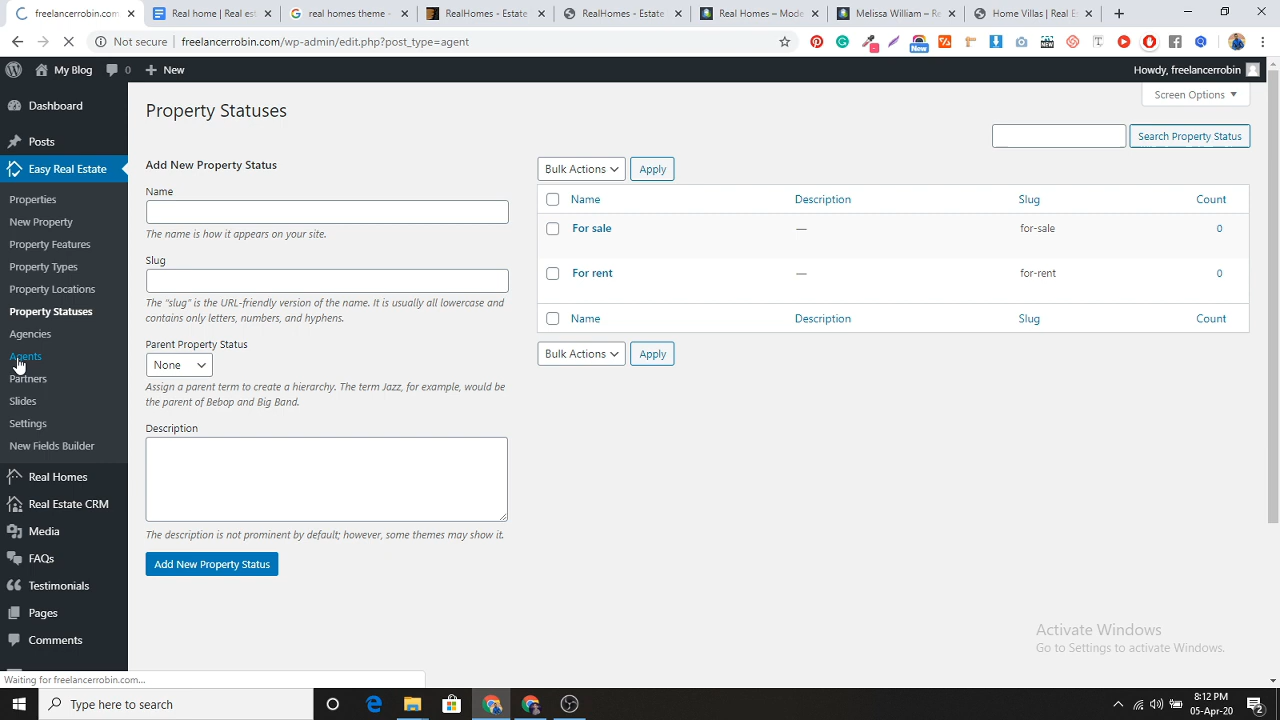 freelancerrobin.com
Real home | Real est
real homes theme -
RealHomes - Estate
RealHomes - Estate
RealHomes – Mode
Melissa William – Re
Home Villas | Real E
Not secure
freelancerrobin.com/wp-admin/edit.php?post_type=agent
New
NEW
My Blog
0
New
Howdy, freelancerrobin
Screen Options
Dashboard
Posts
Easy Real Estate
Properties
New Property
Property Features
Property Types
Property Locations
Property Statuses
Agencies
Agents
Partners
Slides
Settings
New Fields Builder
Real Homes
Real Estate CRM
Media
FAQs
Testimonials
Pages
Comments
Property Statuses
Search Property Status
Add New Property Status
Name
The name is how it appears on your site.
Slug
The “slug” is the URL-friendly version of the name. It is usually all lowercase and
contains only letters, numbers, and hyphens.
Parent Property Status
None
Assign a parent term to create a hierarchy. The term Jazz, for example, would be
the parent of Bebop and Big Band.
Description
The description is not prominent by default; however, some themes may show it.
Add New Property Status
Bulk Actions Apply
Name Description Slug Count
For sale — for-sale 0
For rent — for-rent 0
Name Description Slug Count
Bulk Actions Apply
Activate Windows
Go to Settings to activate Windows.
Waiting for freelancerrobin.com...
Type here to search
8:12 PM
05-Apr-20
2